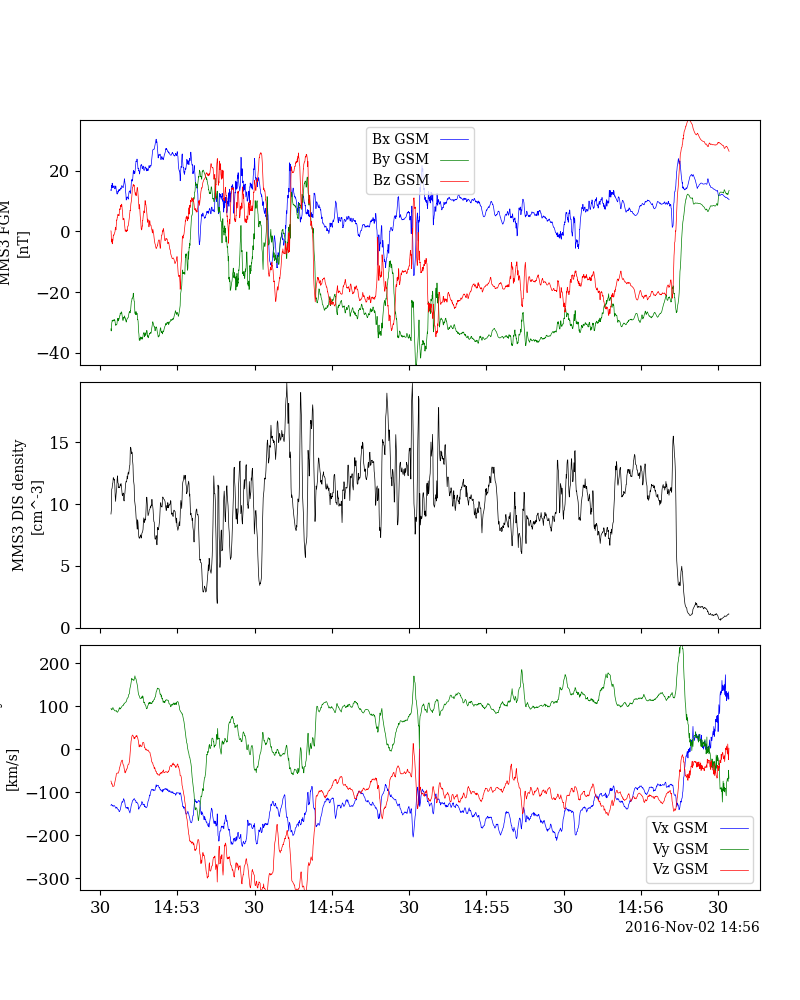 Bx GSM
By GSM
Bz GSM
20
0
−20
−40
MMS3 FGM
[nT]
15
10
5
0
MMS3 DIS density
[cm^-3]
200
100
0
−100
−200
−300
[km/s]
Vx GSM
Vy GSM
Vz GSM
30 14:53 30 14:54 30 14:55 30 14:56 30
2016-Nov-02 14:56